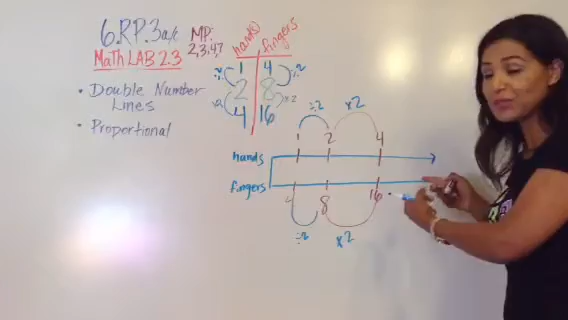 6.RP.3a/c MP:
2,3,4,7
Math LAB 2.3
• Double Number
Lines
• Proportional
hands fingers
÷2 1 4 ÷2
2 8
x2 4 16 x2
÷2 x2
1 2 4
hands
fingers
4 8 16
÷2 x2